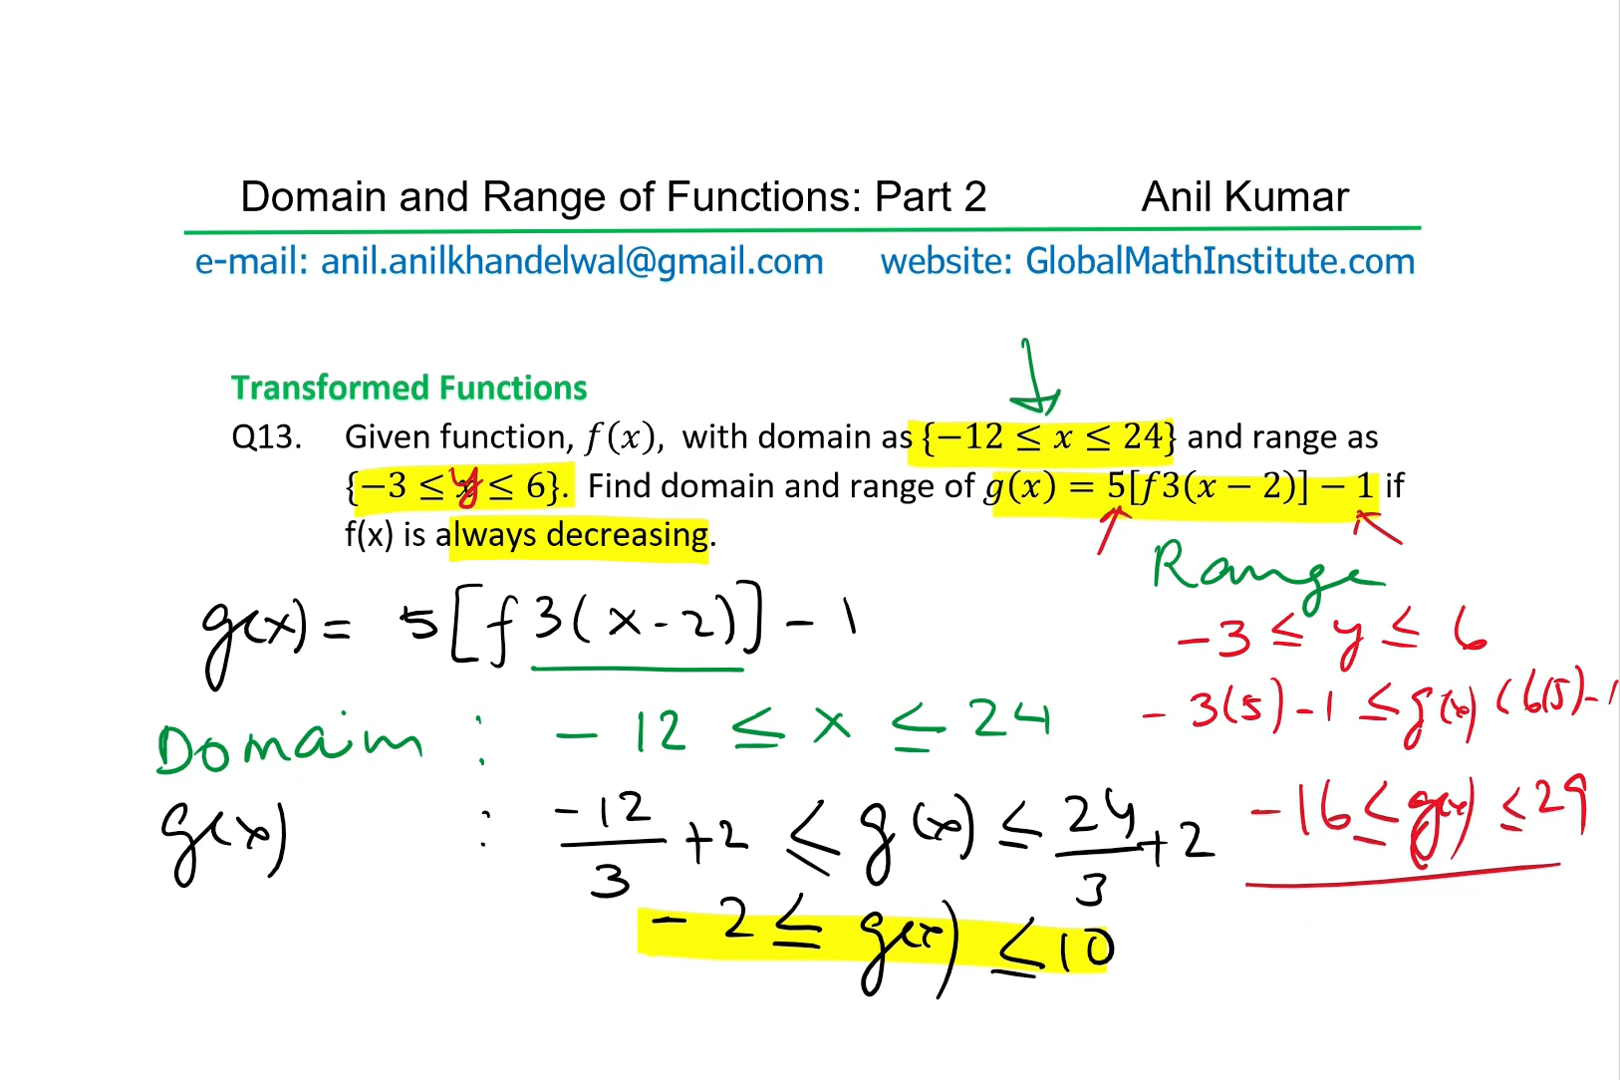 Domain and Range of Functions: Part 2 Anil Kumar
e-mail: anil.anilkhandelwal@gmail.com website: GlobalMathInstitute.com
Transformed Functions
Q13. Given function, f(x), with domain as {−12 ≤ x ≤ 24} and range as
{−3 ≤ y ≤ 6}. Find domain and range of g(x) = 5[f3(x − 2)] − 1 if
f(x) is always decreasing.
Range
g(x) = 5[f 3(x-2)] - 1
-3 ≤ y ≤ 6
Domain : -12 ≤ x ≤ 24
-3(5)-1 ≤ g(x) < 6(5)-1
g(x) : -12/3 +2 ≤ g(x) ≤ 24/3 +2
-16 ≤ g(x) ≤ 29
-2 ≤ g(x) ≤ 10